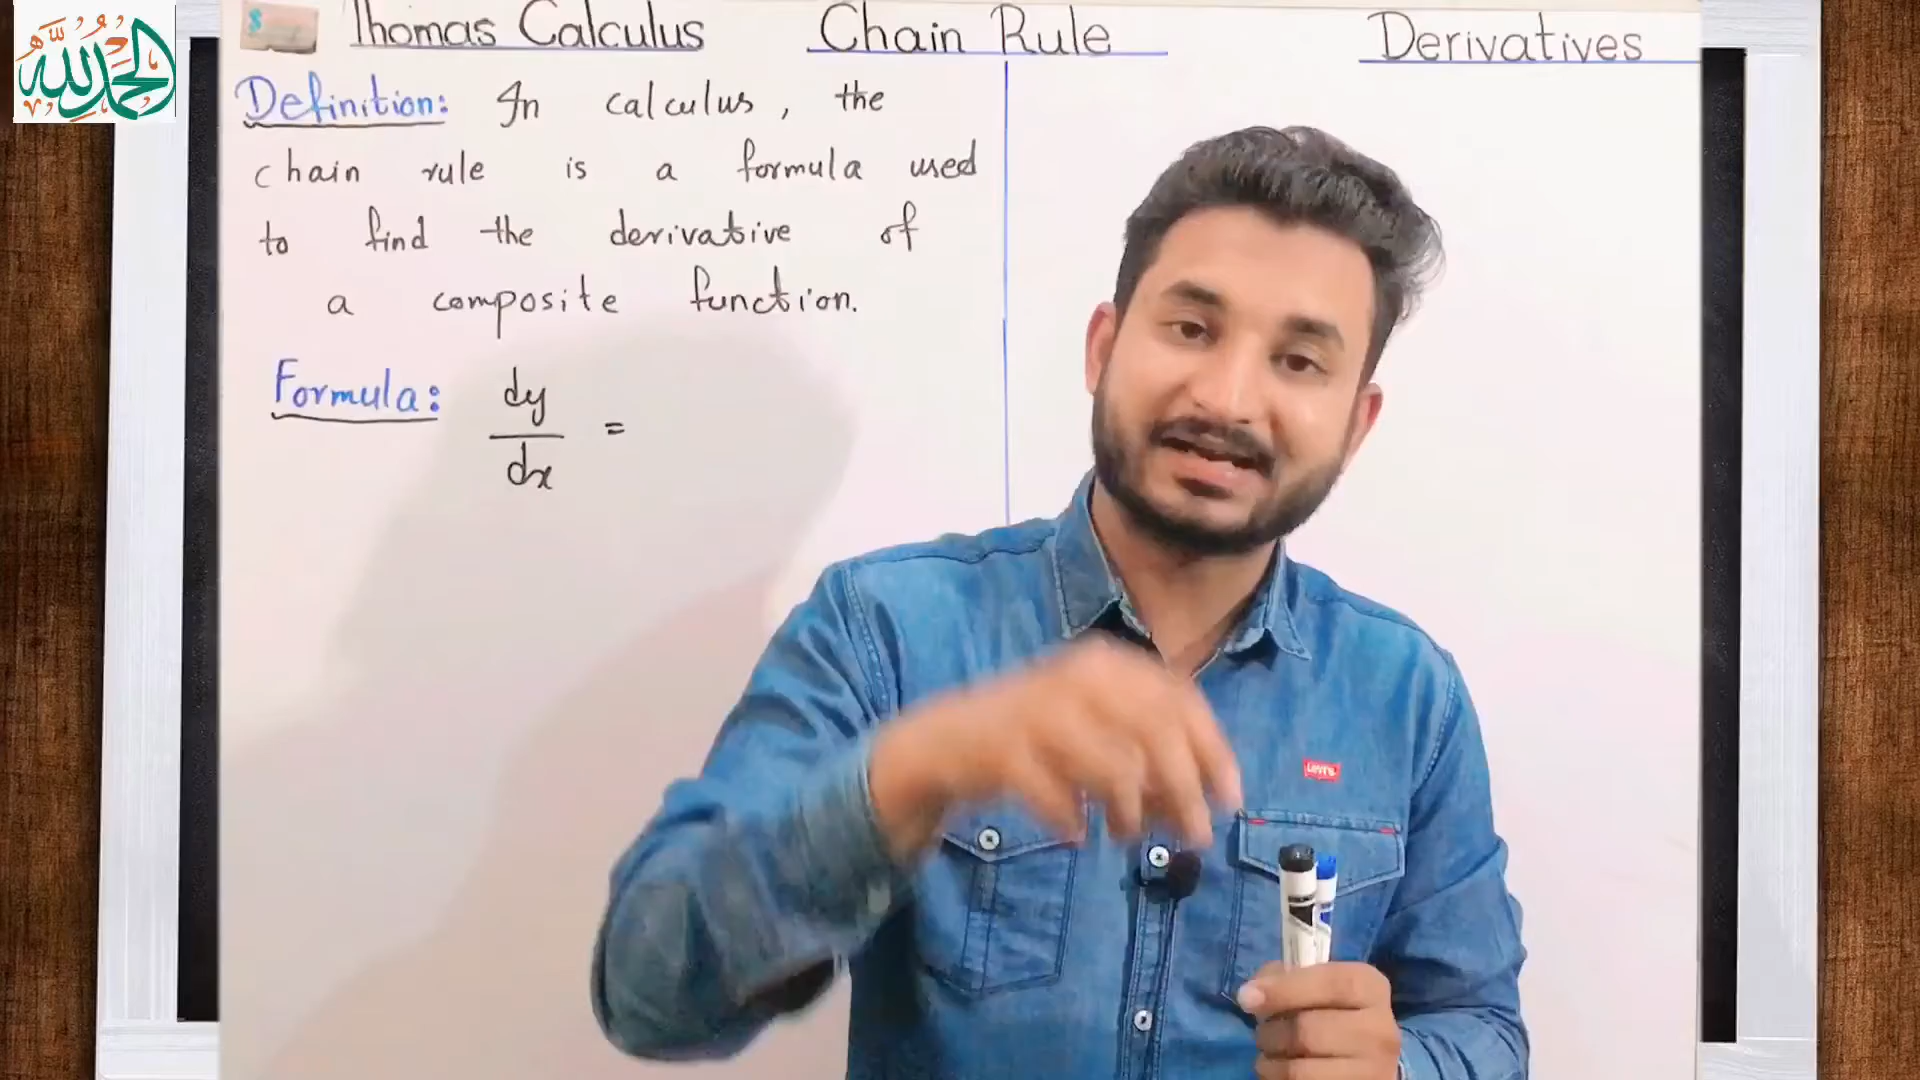 الحمد لله
Thomas Calculus Chain Rule Derivatives
Definition: In calculus, the
chain rule is a formula used
to find the derivative of
a composite function.
Formula: dy/dx =
Levi's